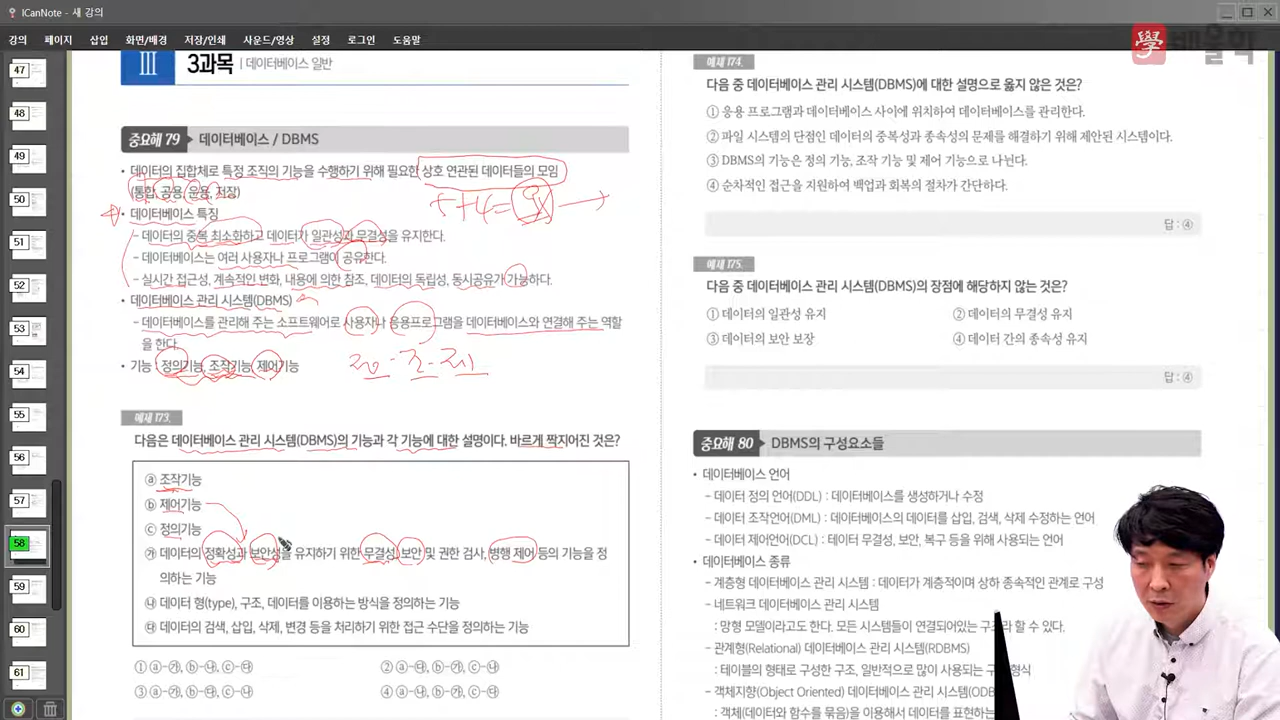 ICanNote - 새 강의
강의 페이지 삽입 화면/배경 저장/인쇄 사운드/영상 설정 로그인 도움말
學 배울학
47
48
49
50
51
52
53
54
55
56
57
58
59
60
61
III 3과목 | 데이터베이스 일반
중요해 79 데이터베이스 / DBMS
• 데이터의 집합체로 특정 조직의 기능을 수행하기 위해 필요한 상호 연관된 데이터들의 모임
(통합, 공용, 운용, 저장)
5+4=9
• 데이터베이스 특징
- 데이터의 중복 최소화하고 데이터가 일관성과 무결성을 유지한다.
- 데이터베이스는 여러 사용자나 프로그램이 공유한다.
- 실시간 접근성, 계속적인 변화, 내용에 의한 참조, 데이터의 독립성, 동시공유가 가능하다.
• 데이터베이스 관리 시스템(DBMS)
- 데이터베이스를 관리해 주는 소프트웨어로 사용자나 응용프로그램을 데이터베이스와 연결해 주는 역할
을 한다.
• 기능 : 정의기능, 조작기능, 제어기능
정-조-제
예제 173.
다음은 데이터베이스 관리 시스템(DBMS)의 기능과 각 기능에 대한 설명이다. 바르게 짝지어진 것은?
ⓐ 조작기능
ⓑ 제어기능
ⓒ 정의기능
㉮ 데이터의 정확성과 보안성을 유지하기 위한 무결성, 보안 및 권한 검사, 병행 제어 등의 기능을 정
의하는 기능
㉯ 데이터 형(type), 구조, 데이터를 이용하는 방식을 정의하는 기능
㉰ 데이터의 검색, 삽입, 삭제, 변경 등을 처리하기 위한 접근 수단을 정의하는 기능
① ⓐ-㉮, ⓑ-㉯, ⓒ-㉰ ② ⓐ-㉰, ⓑ-㉮, ⓒ-㉯
③ ⓐ-㉯, ⓑ-㉮, ⓒ-㉰ ④ ⓐ-㉰, ⓑ-㉯, ⓒ-㉮
예제 174.
다음 중 데이터베이스 관리 시스템(DBMS)에 대한 설명으로 옳지 않은 것은?
① 응용 프로그램과 데이터베이스 사이에 위치하여 데이터베이스를 관리한다.
② 파일 시스템의 단점인 데이터의 중복성과 종속성의 문제를 해결하기 위해 제안된 시스템이다.
③ DBMS의 기능은 정의 기능, 조작 기능 및 제어 기능으로 나뉜다.
④ 순차적인 접근을 지원하여 백업과 회복의 절차가 간단하다.
답 : ④
예제 175.
다음 중 데이터베이스 관리 시스템(DBMS)의 장점에 해당하지 않는 것은?
① 데이터의 일관성 유지 ② 데이터의 무결성 유지
③ 데이터의 보안 보장 ④ 데이터 간의 종속성 유지
답 : ④
중요해 80 DBMS의 구성요소들
• 데이터베이스 언어
- 데이터 정의 언어(DDL) : 데이터베이스를 생성하거나 수정
- 데이터 조작언어(DML) : 데이터베이스의 데이터를 삽입, 검색, 삭제 수정하는 언어
- 데이터 제어언어(DCL) : 데이터 무결성, 보안, 복구 등을 위해 사용되는 언어
• 데이터베이스 종류
- 계층형 데이터베이스 관리 시스템 : 데이터가 계층적이며 상하 종속적인 관계로 구성
- 네트워크 데이터베이스 관리 시스템
: 망형 모델이라고도 한다. 모든 시스템들이 연결되어있는 구조라 할 수 있다.
- 관계형(Relational) 데이터베이스 관리 시스템(RDBMS)
: 테이블의 형태로 구성한 구조, 일반적으로 많이 사용되는 구조형식
- 객체지향(Object Oriented) 데이터베이스 관리 시스템(ODB
: 객체(데이터와 함수를 묶음)을 이용해서 데이터를 표현하는